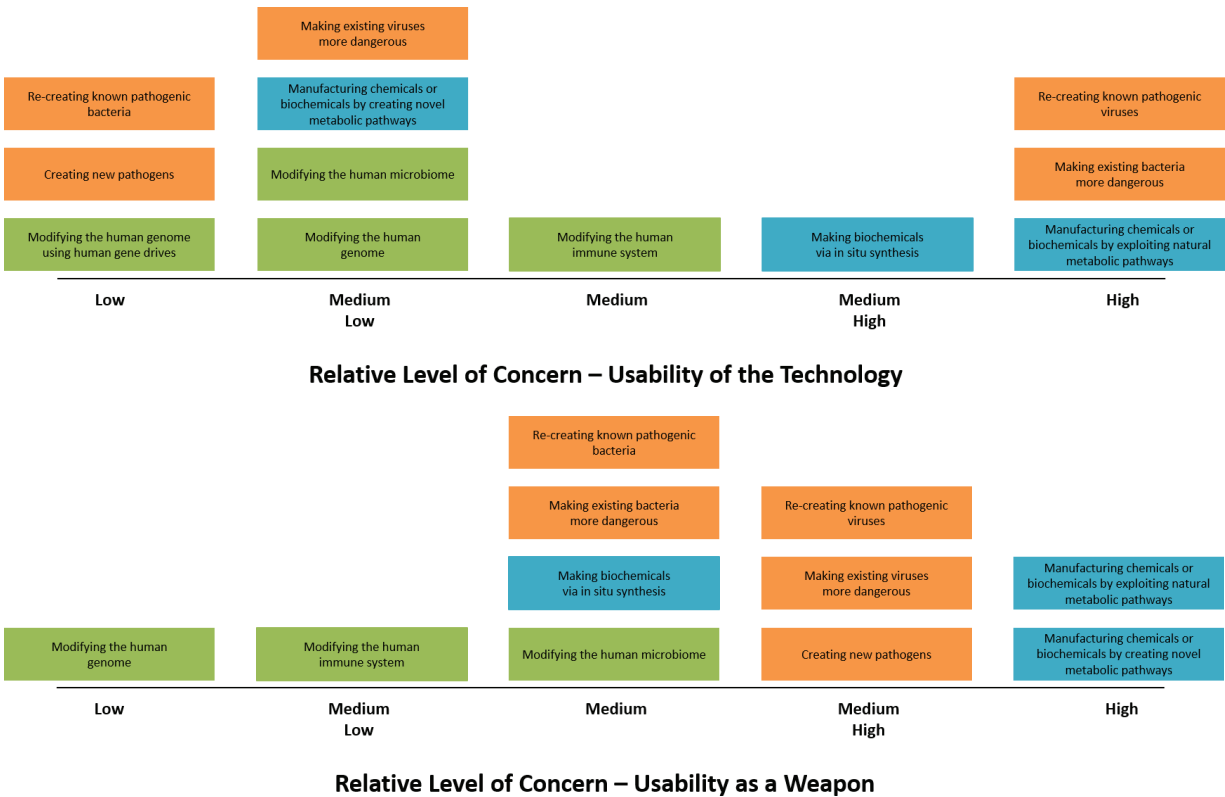 Making existing viruses
more dangerous
Re-creating known pathogenic
bacteria
Manufacturing chemicals or
biochemicals by creating novel
metabolic pathways
Re-creating known pathogenic
viruses
Creating new pathogens
Modifying the human microbiome
Making existing bacteria
more dangerous
Modifying the human genome
using human gene drives
Modifying the human
genome
Modifying the human
immune system
Making biochemicals
via in situ synthesis
Manufacturing chemicals or
biochemicals by exploiting natural
metabolic pathways
Low
Medium
Low
Medium
Medium
High
High
Relative Level of Concern – Usability of the Technology
Re-creating known pathogenic
bacteria
Making existing bacteria
more dangerous
Re-creating known pathogenic
viruses
Making biochemicals
via in situ synthesis
Making existing viruses
more dangerous
Manufacturing chemicals or
biochemicals by exploiting natural
metabolic pathways
Modifying the human
genome
Modifying the human
immune system
Modifying the human microbiome
Creating new pathogens
Manufacturing chemicals or
biochemicals by creating novel
metabolic pathways
Low
Medium
Low
Medium
Medium
High
High
Relative Level of Concern – Usability as a Weapon